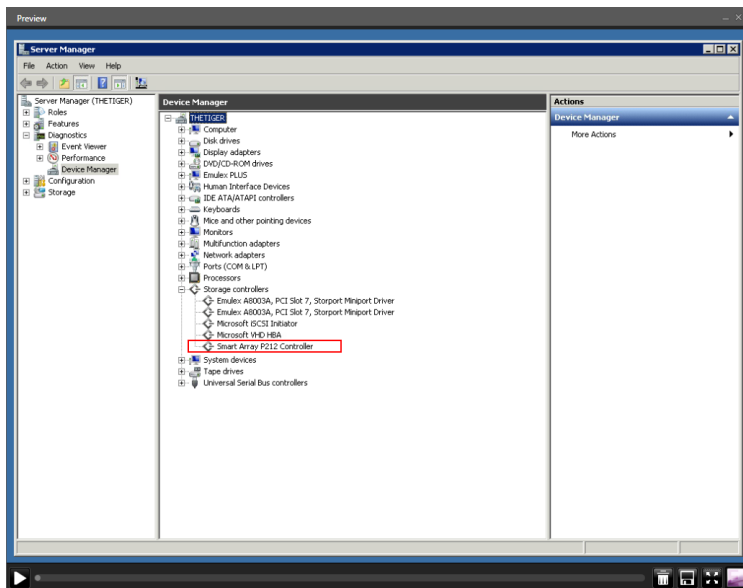 Preview
Server Manager
File Action View Help
Server Manager (THETIGER)
Roles
Features
Diagnostics
Event Viewer
Performance
Device Manager
Configuration
Storage
Device Manager
THETIGER
Computer
Disk drives
Display adapters
DVD/CD-ROM drives
Emulex PLUS
Human Interface Devices
IDE ATA/ATAPI controllers
Keyboards
Mice and other pointing devices
Monitors
Multifunction adapters
Network adapters
Ports (COM & LPT)
Processors
Storage controllers
Emulex A8003A, PCI Slot 7, Storport Miniport Driver
Emulex A8003A, PCI Slot 7, Storport Miniport Driver
Microsoft iSCSI Initiator
Microsoft VHD HBA
Smart Array P212 Controller
System devices
Tape drives
Universal Serial Bus controllers
Actions
Device Manager
More Actions